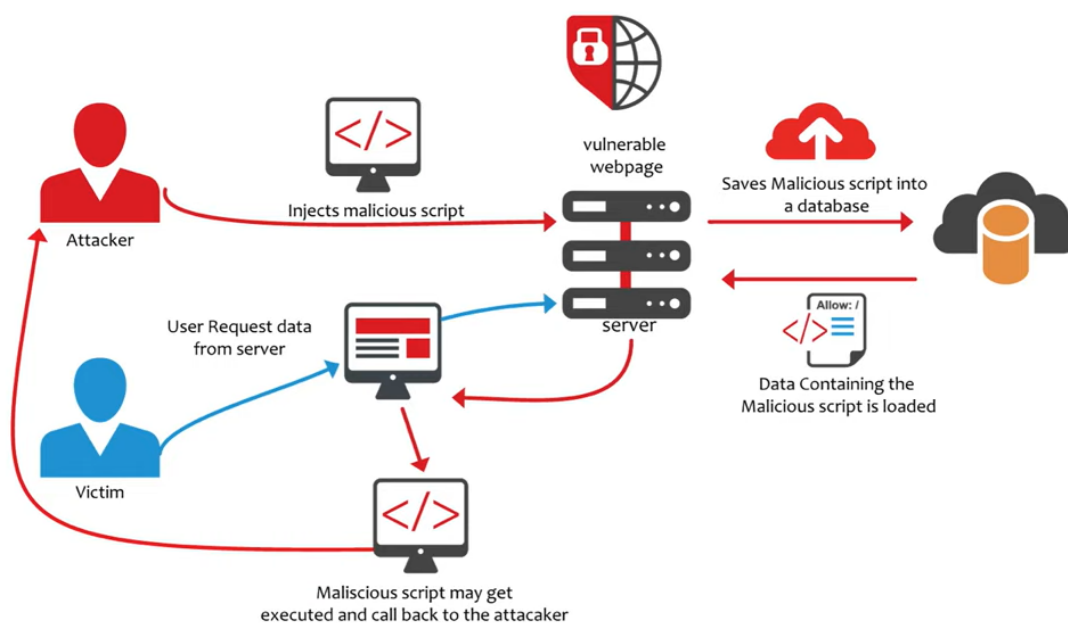 vulnerable
webpage
Injects malicious script
Saves Malicious script into
a database
Attacker
server
Allow: /
User Request data
from server
Data Containing the
Malicious script is loaded
Victim
Maliscious script may get
executed and call back to the attacaker